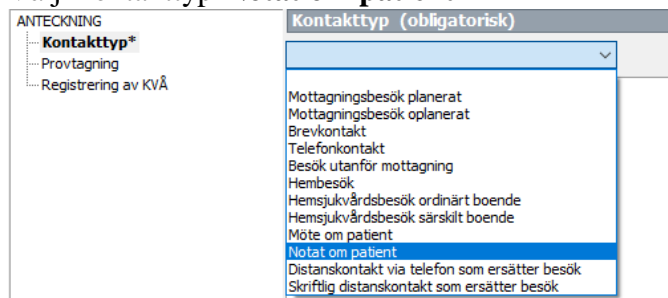 ANTECKNING
Kontakttyp*
Provtagning
Registrering av KVÅ
Kontakttyp (obligatorisk)
Mottagningsbesök planerat
Mottagningsbesök oplanerat
Brevkontakt
Telefonkontakt
Besök utanför mottagning
Hembesök
Hemsjukvårdsbesök ordinärt boende
Hemsjukvårdsbesök särskilt boende
Möte om patient
Notat om patient
Distanskontakt via telefon som ersätter besök
Skriftlig distanskontakt som ersätter besök